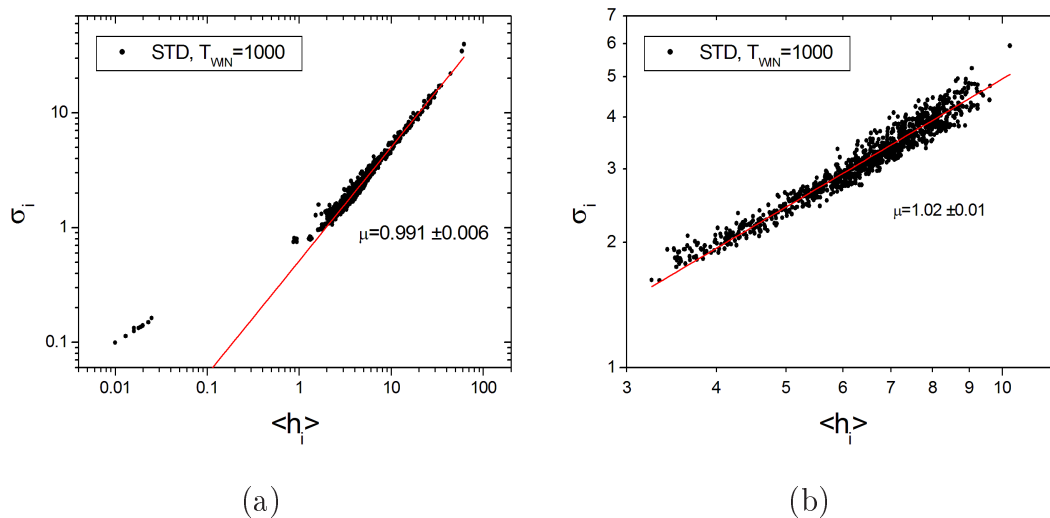 STD, T_WIN=1000
10
1
0.1
σ_i
μ=0.991 ±0.006
0.01 0.1 1 10 100
<h_i>
(a)
STD, T_WIN=1000
7
6
5
4
3
2
1
σ_i
μ=1.02 ±0.01
3 4 5 6 7 8 9 10
<h_i>
(b)